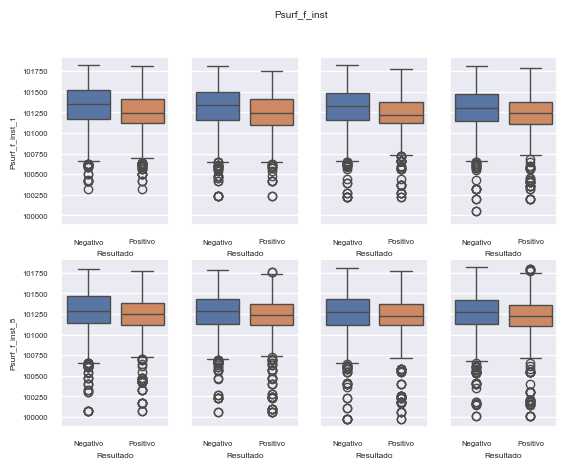 Psurf_f_inst
Psurf_f_inst_1
101750
101500
101250
101000
100750
100500
100250
100000
Negativo Positivo Negativo Positivo Negativo Positivo Negativo Positivo
Resultado Resultado Resultado Resultado
Psurf_f_inst_5
101750
101500
101250
101000
100750
100500
100250
100000
Negativo Positivo Negativo Positivo Negativo Positivo Negativo Positivo
Resultado Resultado Resultado Resultado